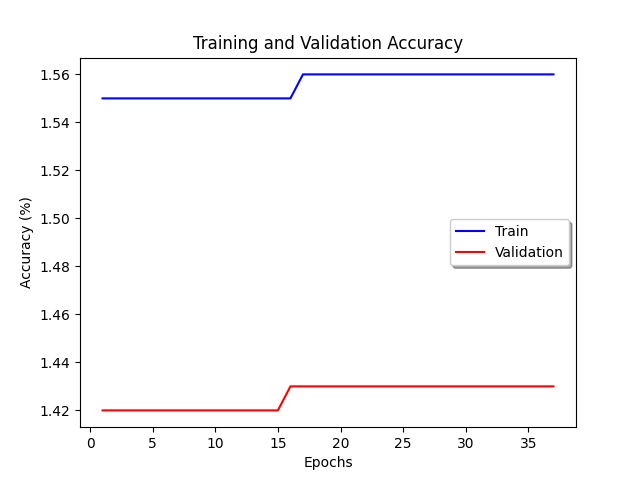 Training and Validation Accuracy
Accuracy (%)
1.56
1.54
1.52
1.50
1.48
1.46
1.44
1.42
Train
Validation
0 5 10 15 20 25 30 35
Epochs